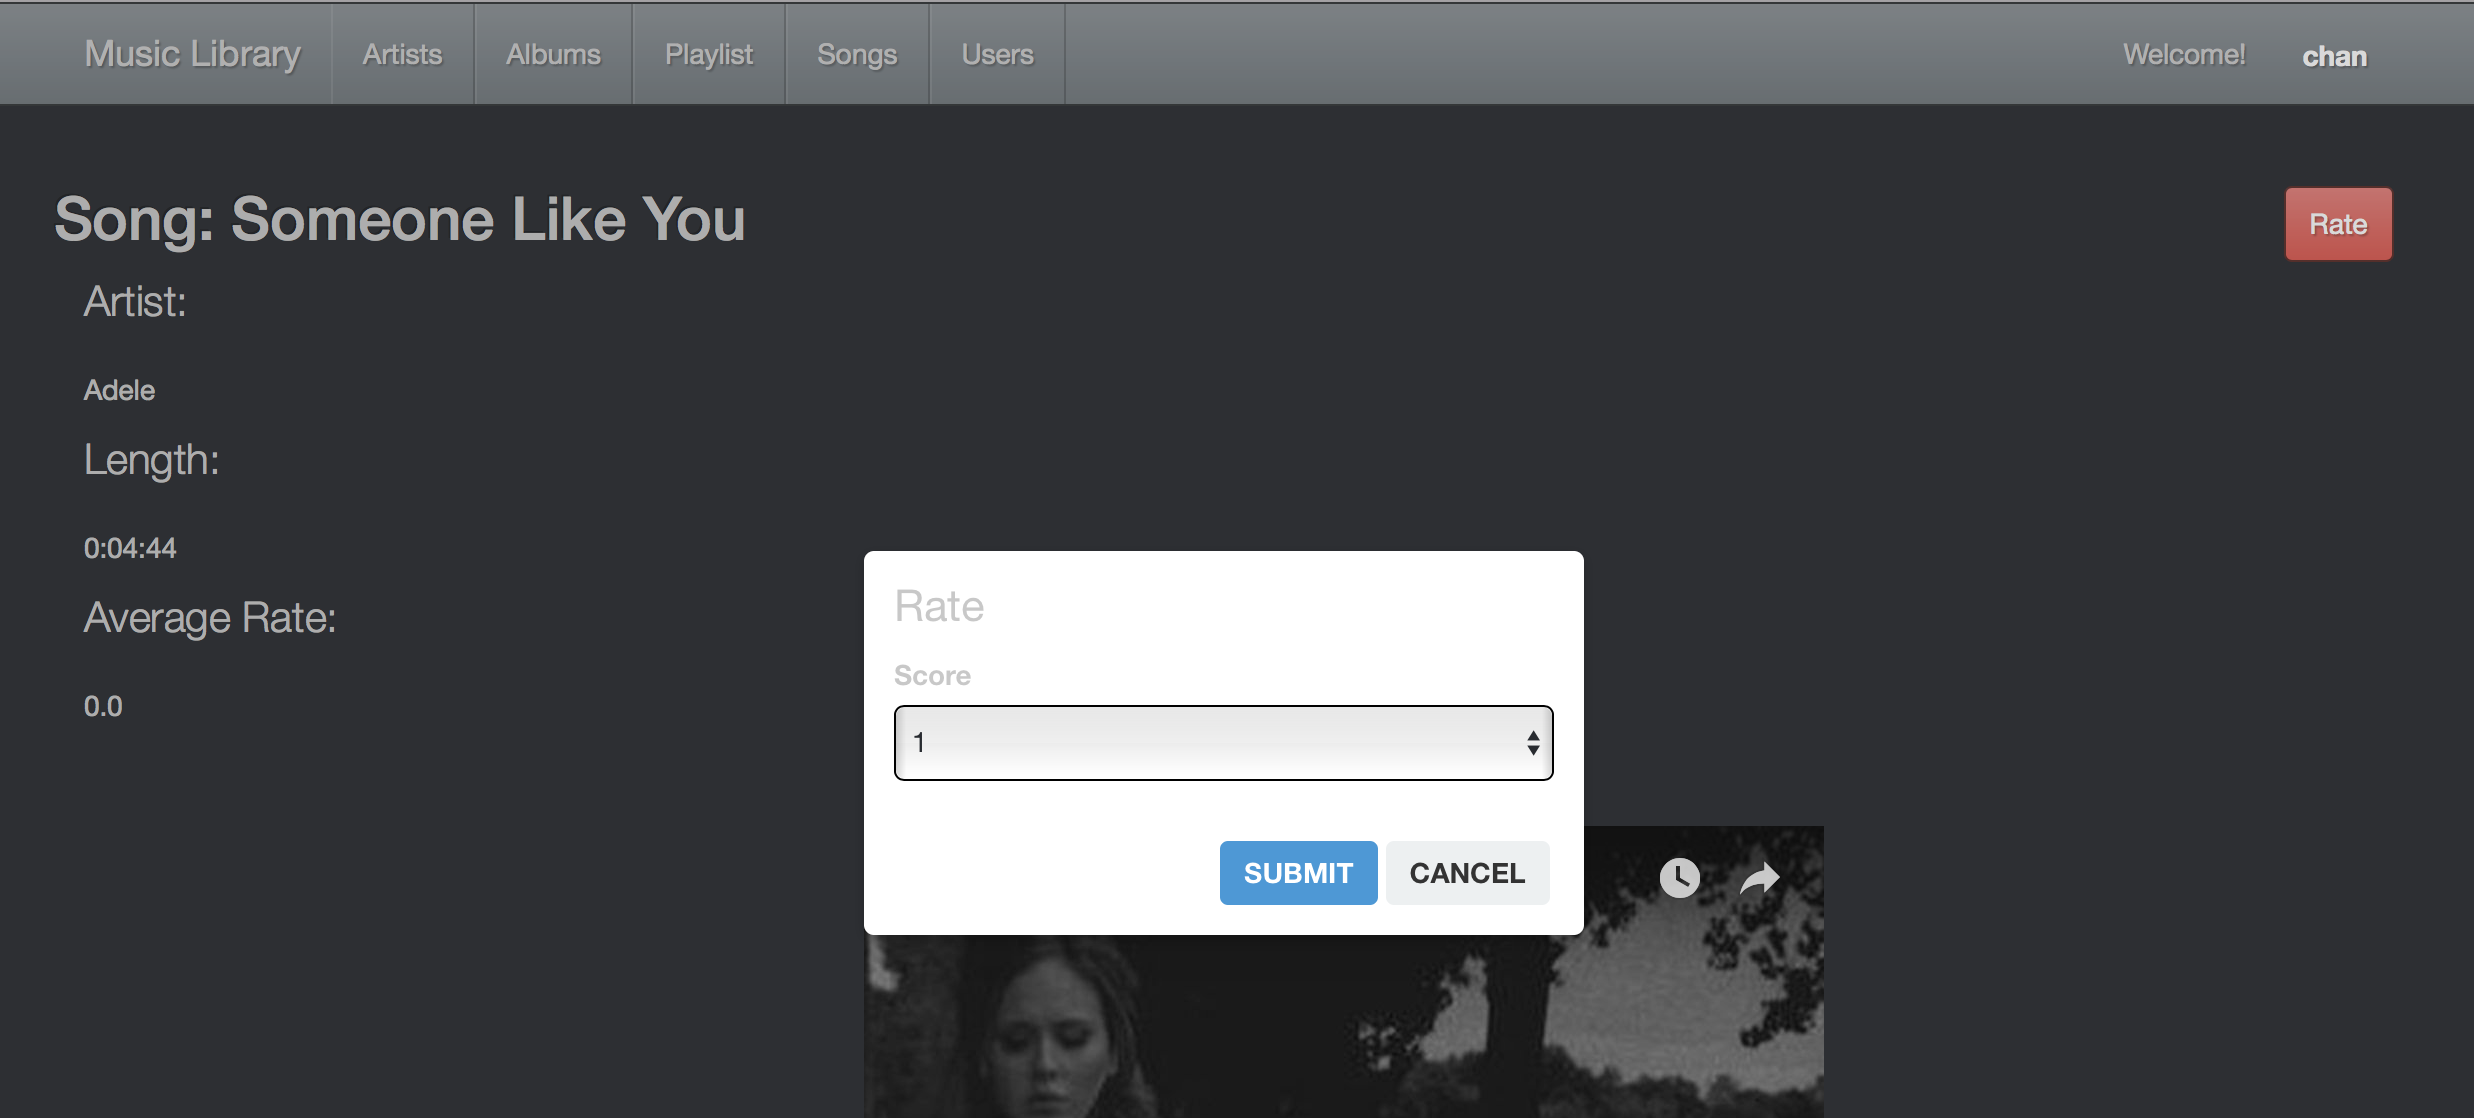 Music Library Artists Albums Playlist Songs Users Welcome! chan
Song: Someone Like You
Rate
Artist:
Adele
Length:
0:04:44
Average Rate:
0.0
Rate
Score
1
SUBMIT CANCEL